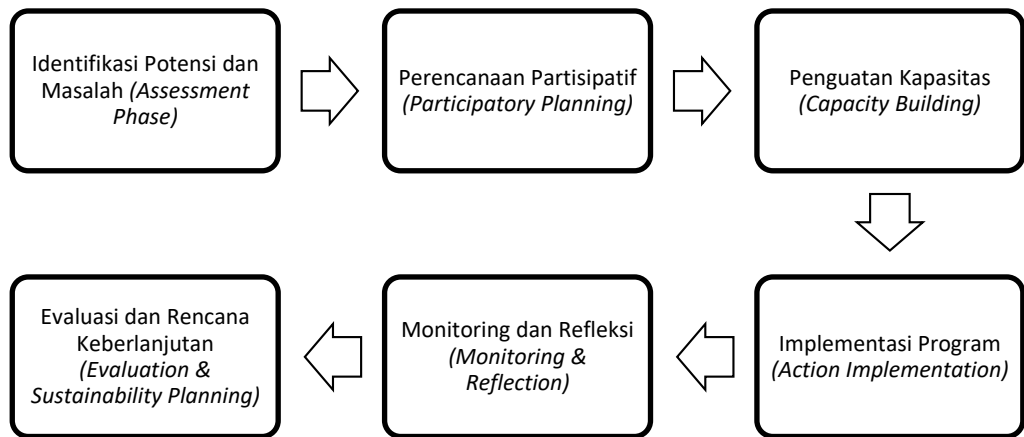 Identifikasi Potensi dan
Masalah (Assessment
Phase)
Perencanaan Partisipatif
(Participatory Planning)
Penguatan Kapasitas
(Capacity Building)
Implementasi Program
(Action Implementation)
Monitoring dan Refleksi
(Monitoring &
Reflection)
Evaluasi dan Rencana
Keberlanjutan
(Evaluation &
Sustainability Planning)